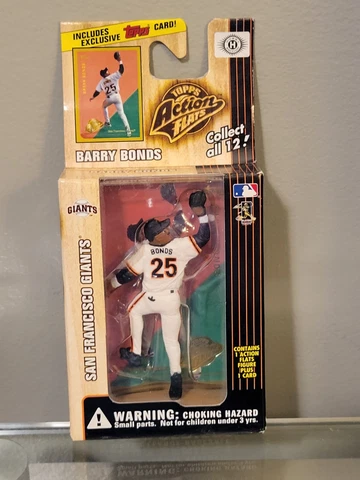 INCLUDES EXCLUSIVE Topps CARD!
H
25
BARRY BONDS
TOPPS
Action
FLATS
Collect
all 12!
GIANTS
SAN FRANCISCO GIANTS
BONDS
25
CONTAINS
1 ACTION
FLATS
FIGURE
PLUS
1 CARD
WARNING: CHOKING HAZARD
Small parts. Not for children under 3 yrs.